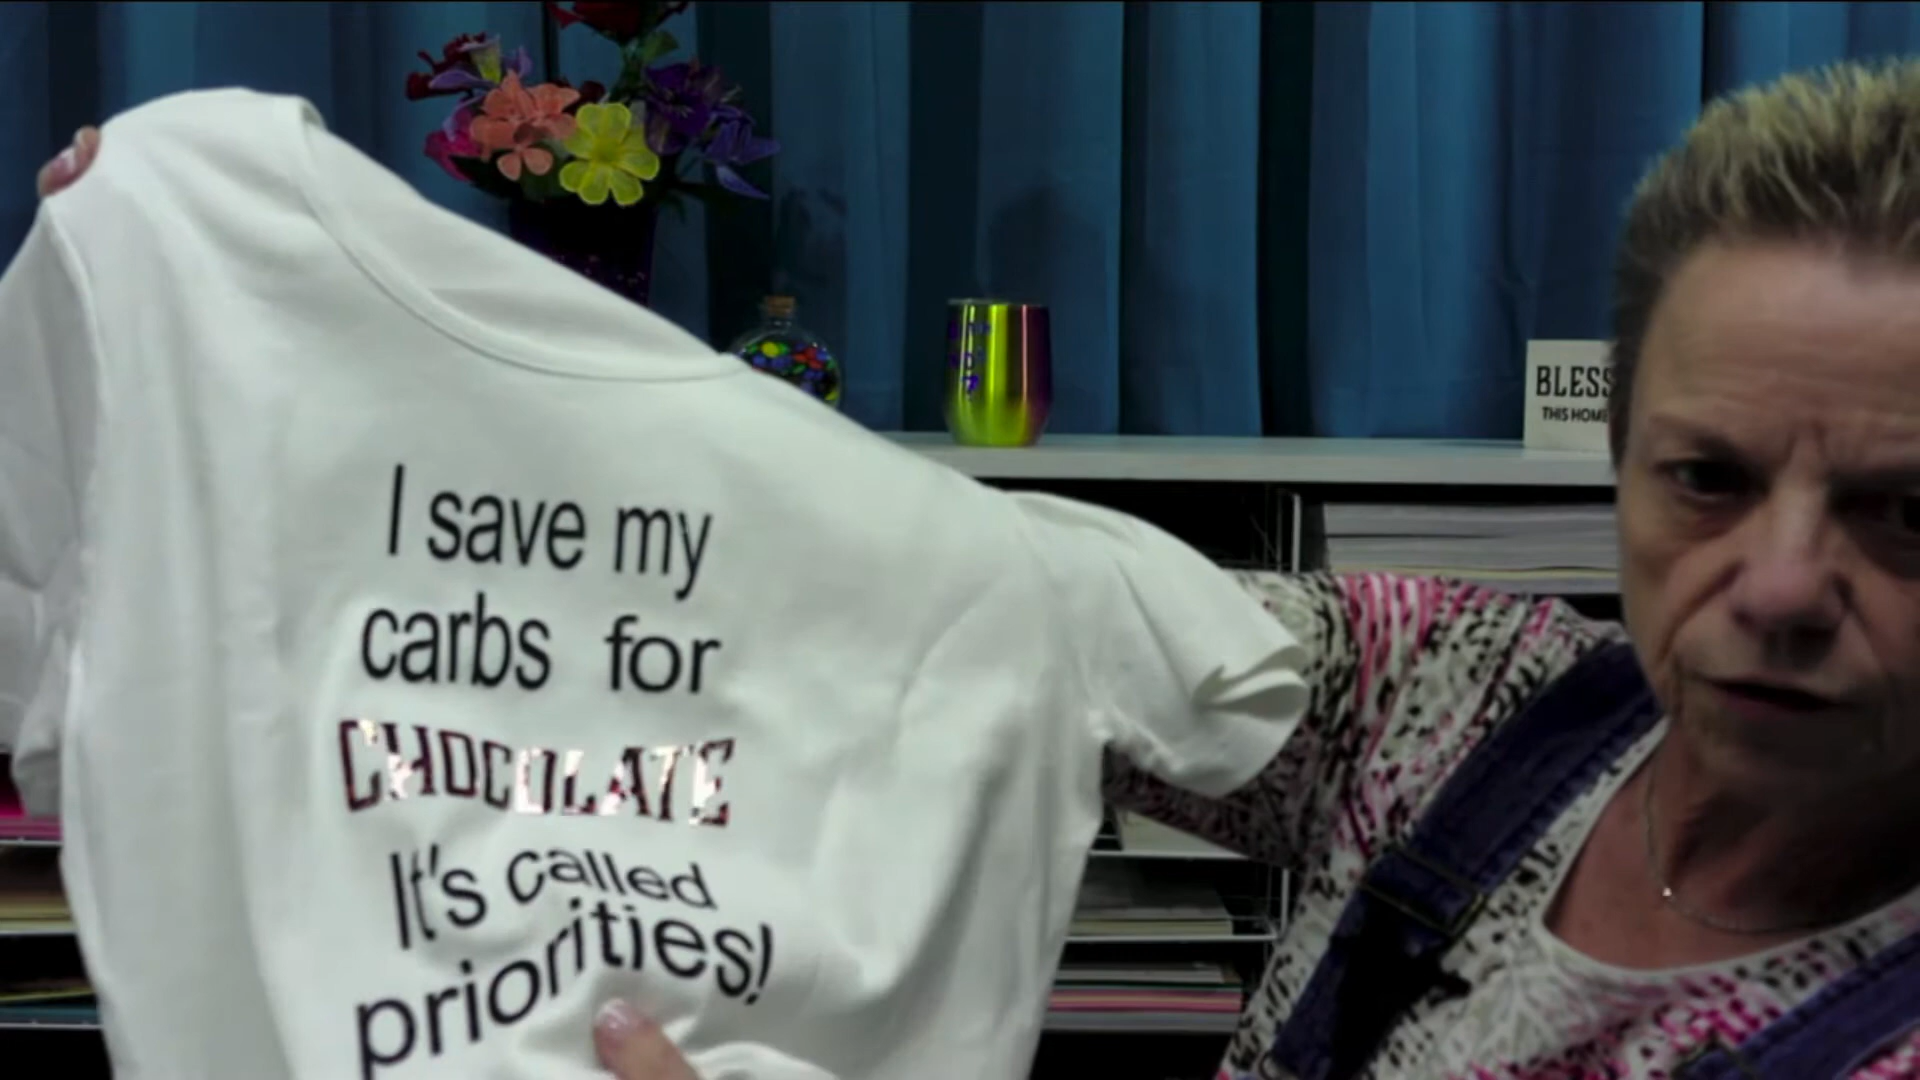 I save my
carbs for
CHOCOLATE
It's called
priorities!
BLESS
THIS HOME